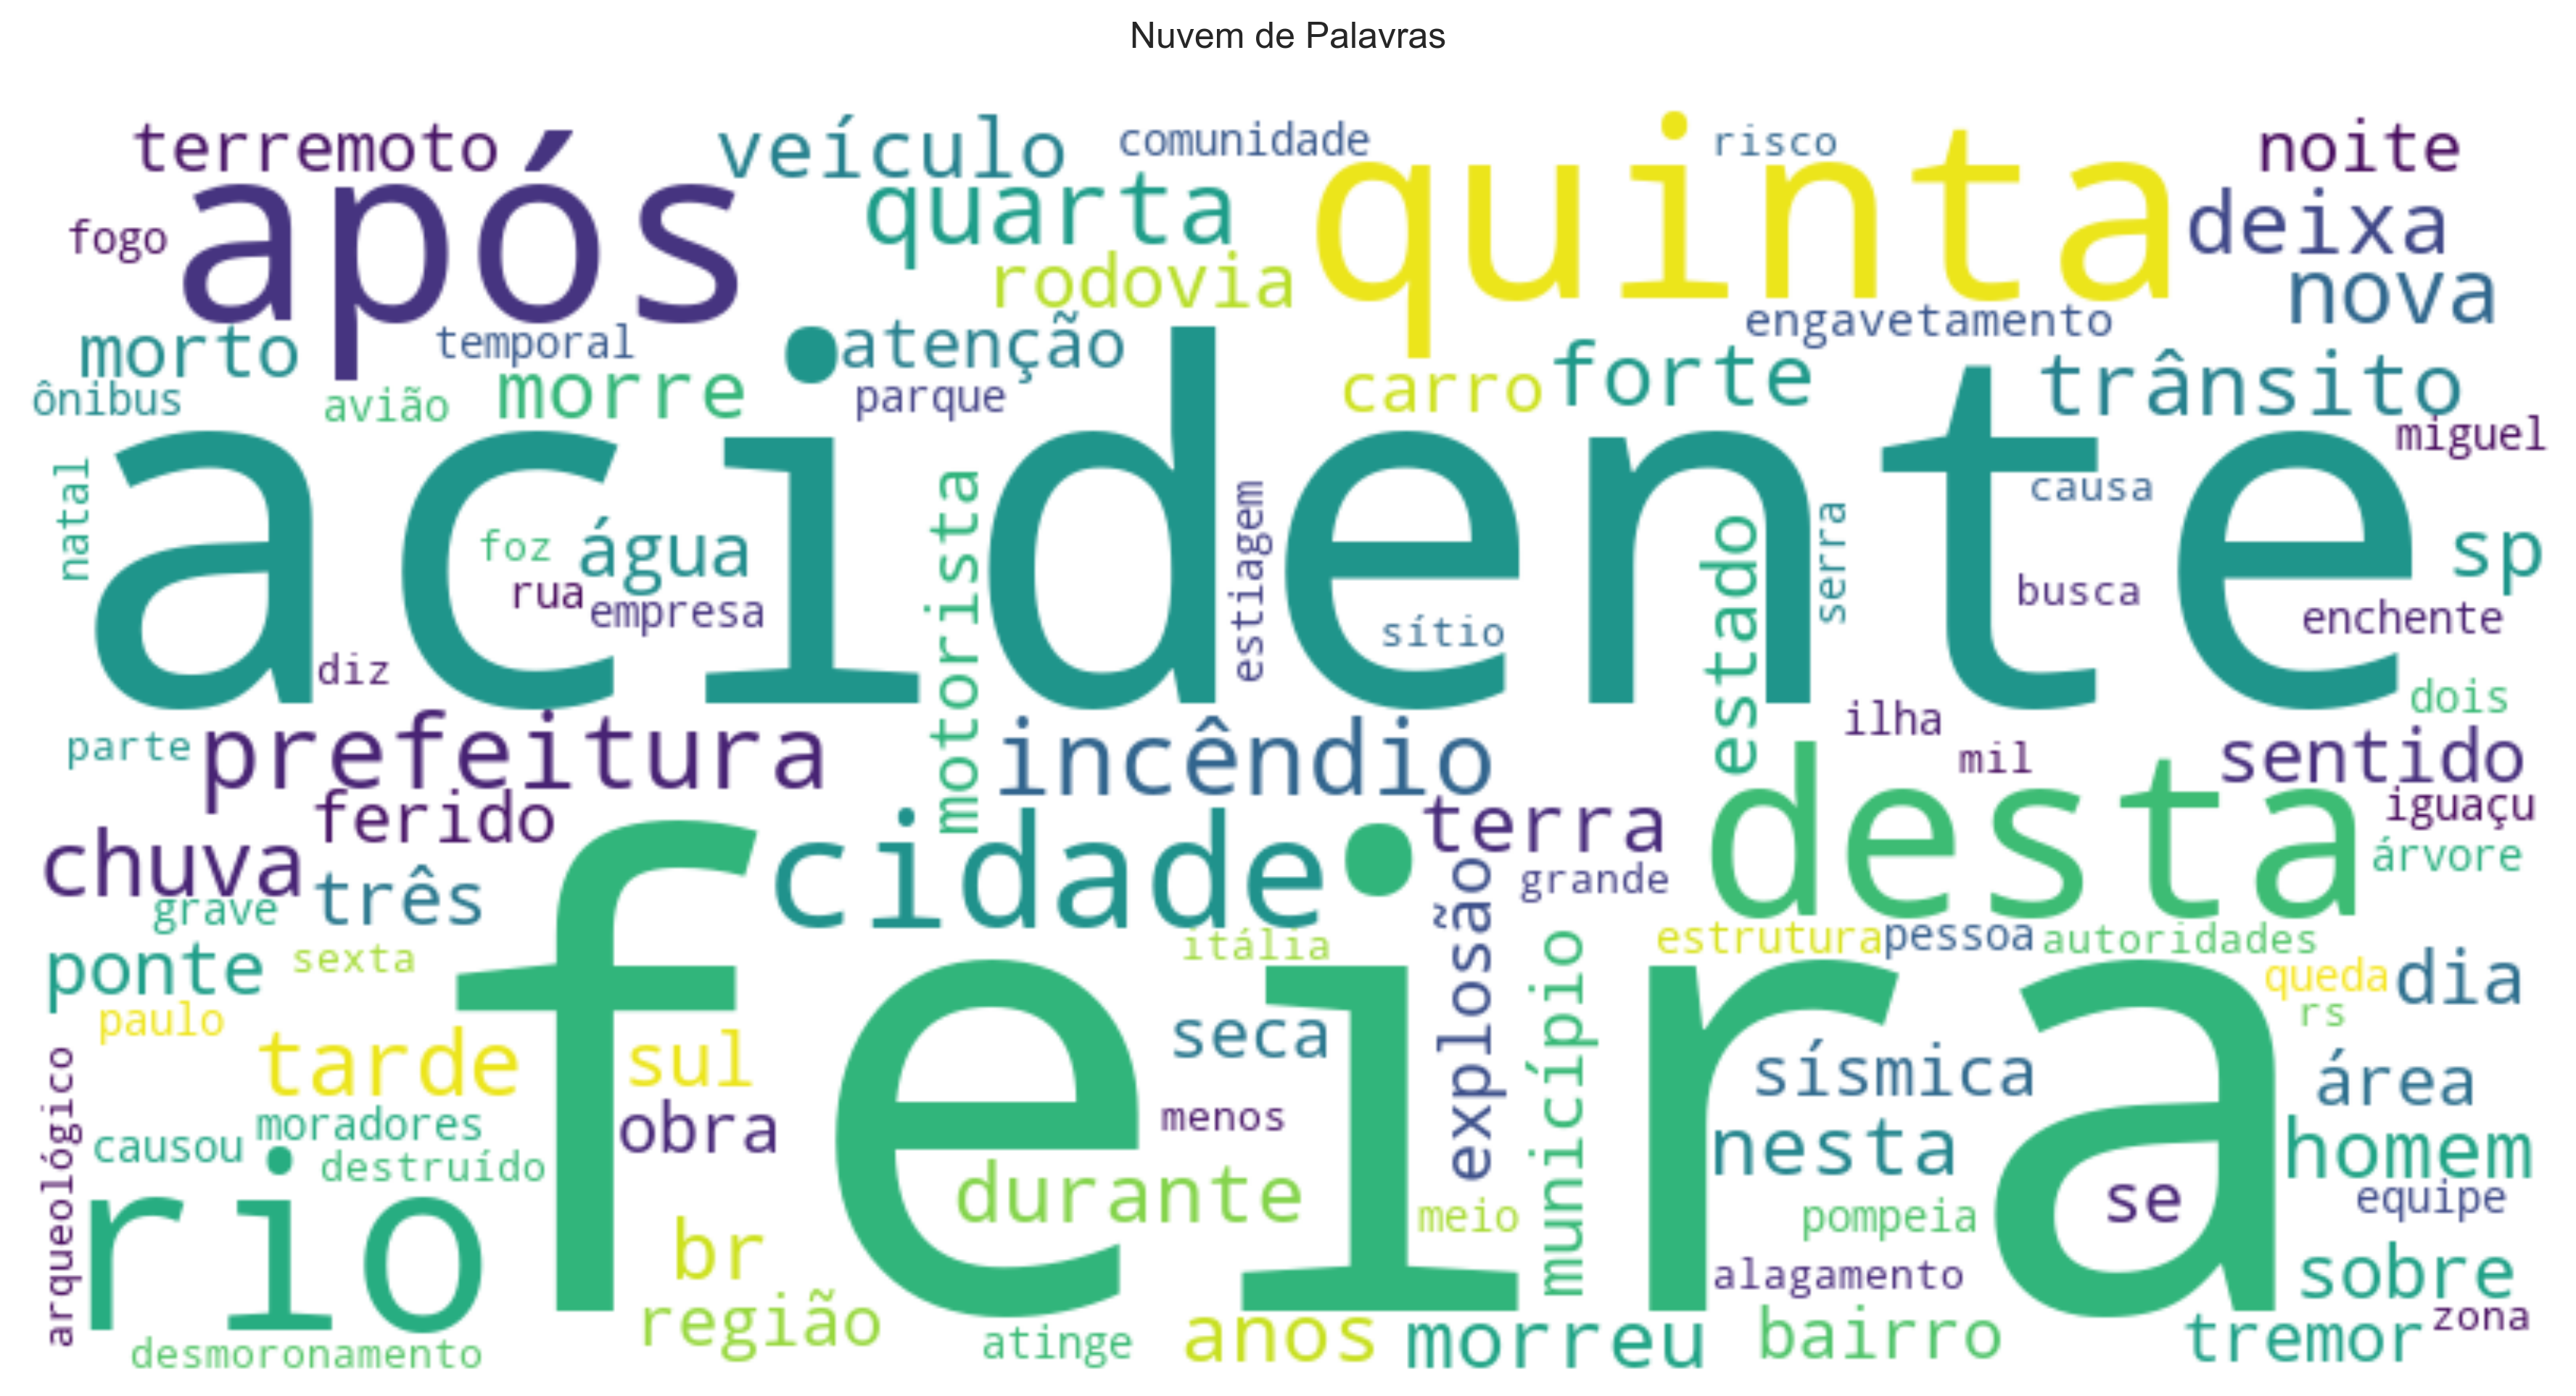 Nuvem de Palavras
terremoto
veículo
comunidade
risco
noite
após
quarta
quinta
deixa
fogo
rodovia
nova
morto
temporal
atenção
engavetamento
forte
trânsito
ônibus
avião
morre
parque
carro
miguel
acidente
natal
motorista
estiagem
causa
foz
água
estado
serra
sp
rua
empresa
sítio
busca
enchente
diz
dois
parte
prefeitura
incêndio
ilha
mil
sentido
ferido
cidade
terra
desta
iguaçu
chuva
três
grande
árvore
grave
explosão
ponte
sexta
itália
município
estrutura
pessoa
autoridades
queda
dia
rs
paulo
feira
tarde
sul
seca
sísmica
área
arqueológico
causou
moradores
obra
menos
nesta
homem
destruído
rio
durante
meio
pompeia
se
equipe
br
alagamento
sobre
região
desmoronamento
atinge
anos
morreu
bairro
tremor
zona